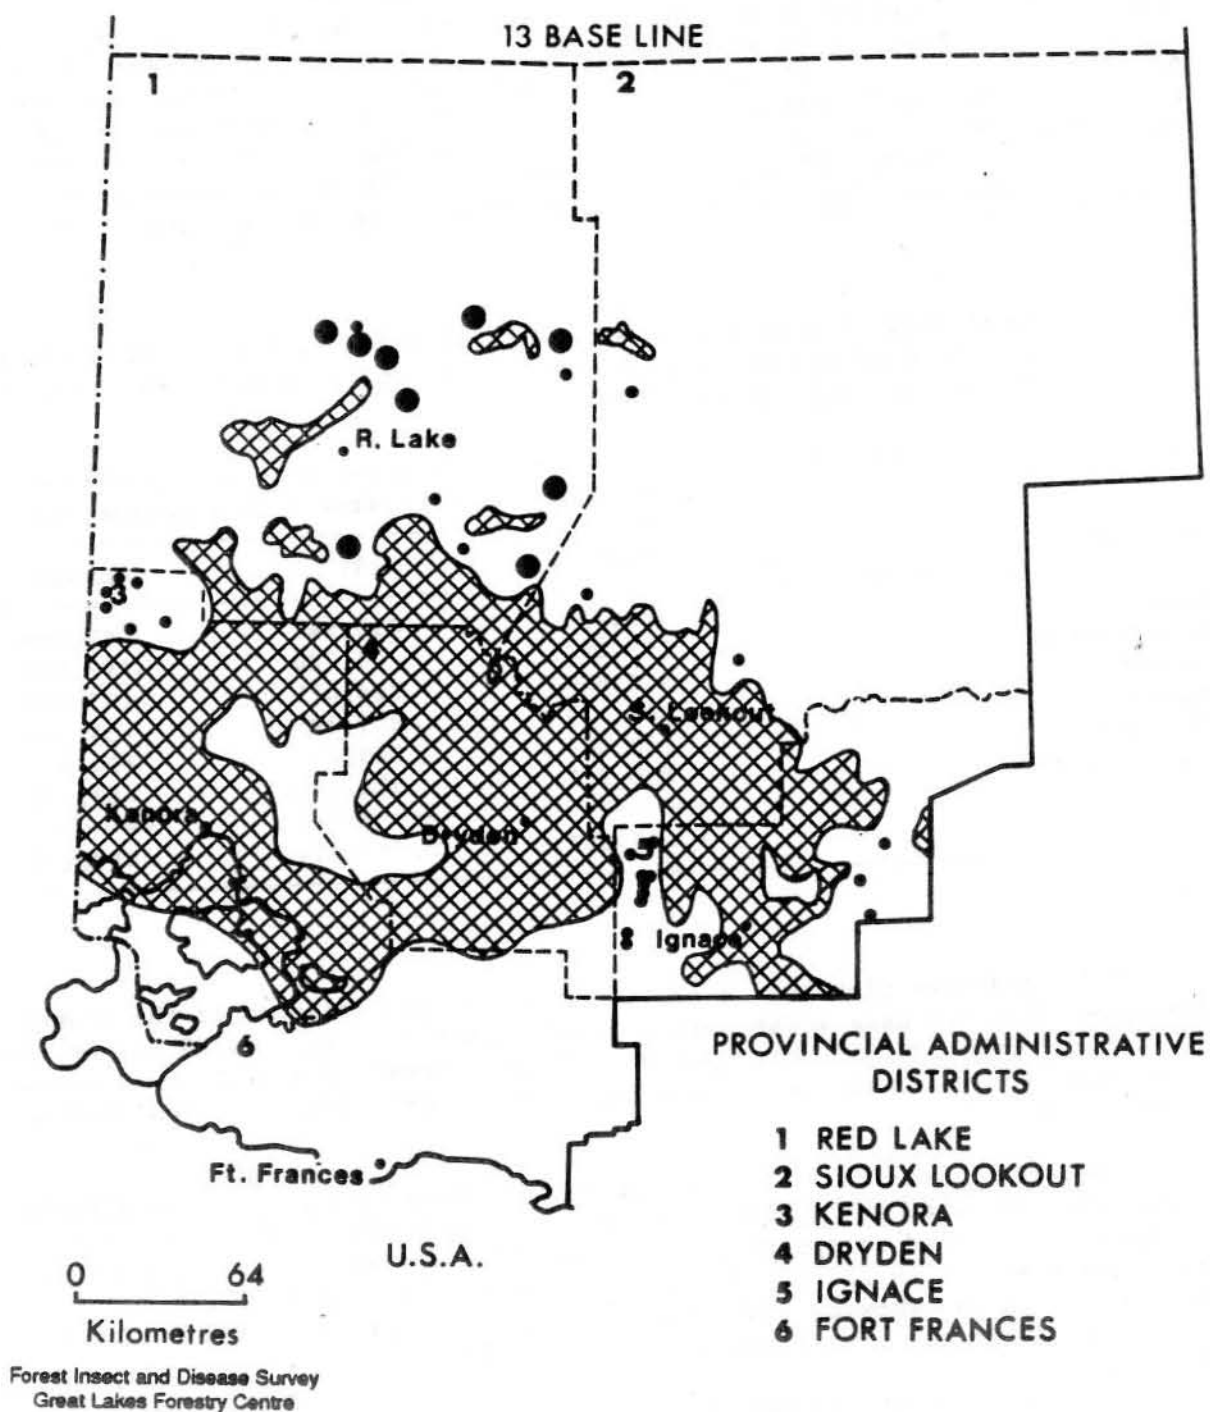 13 BASE LINE
1
2
R. Lake
3
4
S. Lookout
Kenora
Dryden
5
Ignace
6
Ft. Frances
U.S.A.
PROVINCIAL ADMINISTRATIVE
DISTRICTS
1 RED LAKE
2 SIOUX LOOKOUT
3 KENORA
4 DRYDEN
5 IGNACE
6 FORT FRANCES
0 64
Kilometres
Forest Insect and Disease Survey
Great Lakes Forestry Centre